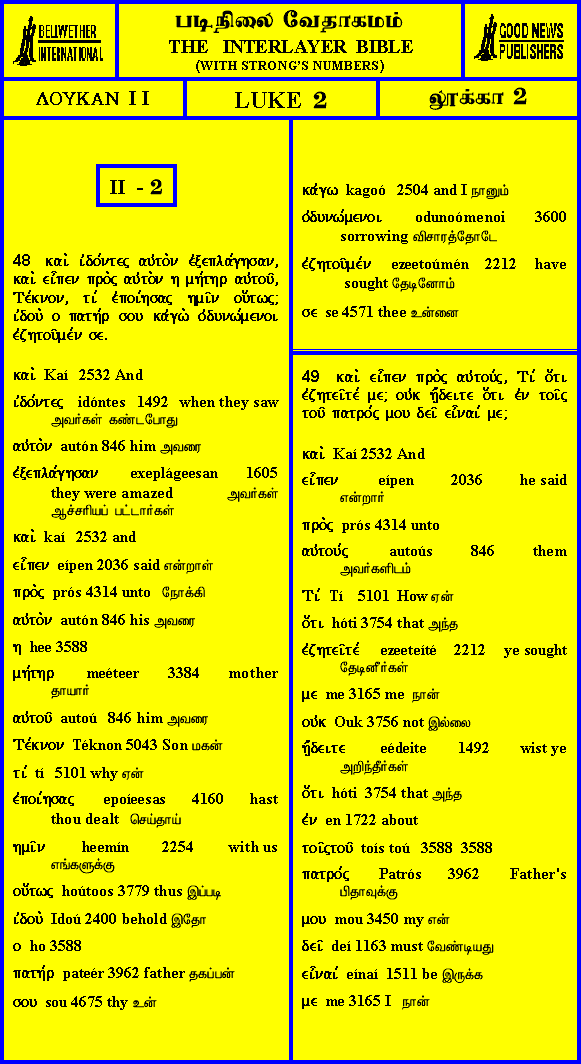 BELLWETHER
INTERNATIONAL
படிநிலை வேதாகமம்
THE INTERLAYER BIBLE
(WITH STRONG'S NUMBERS)
GOOD NEWS
PUBLISHERS
ΛΟΥΚΑΝ II
LUKE 2
லூக்கா 2
II - 2
48 καὶ ἰδόντες αὐτὸν ἐξεπλάγησαν,
καὶ εἶπεν πρὸς αὐτὸν η μήτηρ αὐτοῦ,
Τέκνον, τί ἐποίησας ημῖν οὕτως;
ἰδοὺ ο πατήρ σου κἀγὼ ὀδυνώμενοι
ἐζητοῦμέν σε.
καὶ Kaí 2532 And
ἰδόντες idóntes 1492 when they saw
அவர்கள் கண்டபோது
αὐτὸν autón 846 him அவரை
ἐξεπλάγησαν exeplágeesan 1605
they were amazed அவர்கள்
ஆச்சரியப் பட்டார்கள்
καὶ kaí 2532 and
εἶπεν eípen 2036 said என்றாள்
πρὸς prós 4314 unto நோக்கி
αὐτὸν autón 846 his அவரை
η hee 3588
μήτηρ meéteer 3384 mother
தாயார்
αὐτοῦ autoú 846 him அவரை
Τέκνον Téknon 5043 Son மகன்
τί tí 5101 why ஏன்
ἐποίησας epoíeesas 4160 hast
thou dealt செய்தாய்
ημῖν heemín 2254 with us
எங்களுக்கு
οὕτως hoútoos 3779 thus இப்படி
ἰδοὺ Idoú 2400 behold இதோ
ο ho 3588
πατήρ pateér 3962 father தகப்பன்
σου sou 4675 thy உன்
κάγω kagoó 2504 and I நானும்
ὀδυνώμενοι odunoómenoi 3600
sorrowing விசாரத்தோடே
ἐζητοῦμέν ezeetoúmén 2212 have
sought தேடினோம்
σε se 4571 thee உன்னை
49 καὶ εἶπεν πρὸς αὐτούς, Τί ὅτι
ἐζητεῖτέ με; οὐκ ᾔδειτε ὅτι ἐν τοῖς
τοῦ πατρός μου δεῖ εἶναί με;
καὶ Kaí 2532 And
εἶπεν eípen 2036 he said
என்றார்
πρὸς prós 4314 unto
αὐτούς autoús 846 them
அவர்களிடம்
Τί Tí 5101 How ஏன்
ὅτι hóti 3754 that அந்த
ἐζητεῖτέ ezeeteíté 2212 ye sought
தேடினீர்கள்
με me 3165 me நான்
οὐκ Ouk 3756 not இல்லை
ᾔδειτε eédeite 1492 wist ye
அறிந்தீர்கள்
ὅτι hóti 3754 that அந்த
ἐν en 1722 about
τοῖςτοῦ toís toú 3588 3588
πατρός Patrós 3962 Father's
பிதாவுக்கு
μου mou 3450 my என்
δεῖ deí 1163 must வேண்டியது
εἶναί eínaí 1511 be இருக்க
με me 3165 I நான்